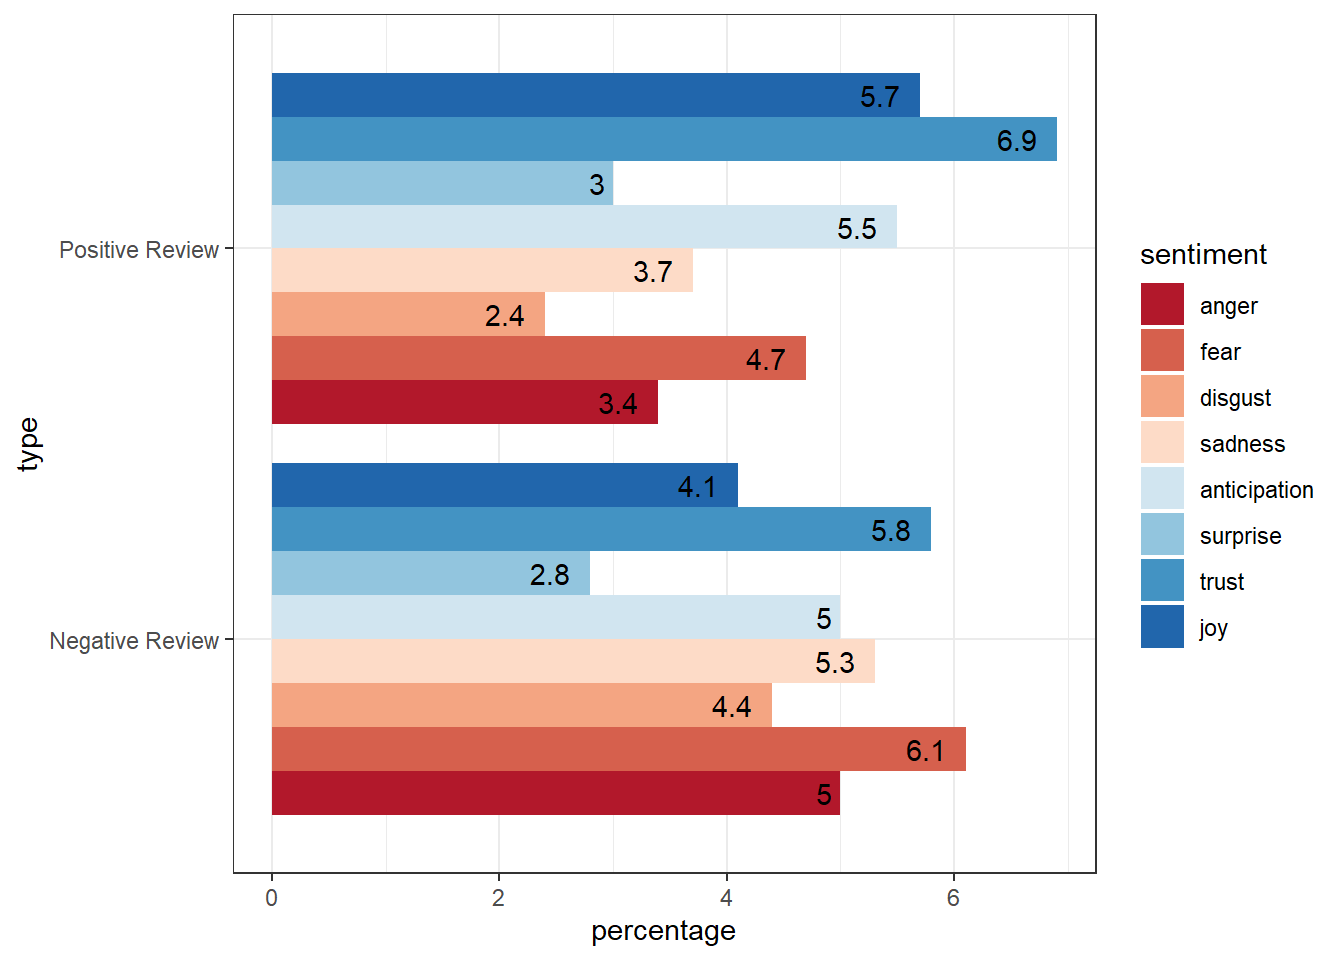 5.7
6.9
3
5.5
3.7
2.4
4.7
3.4
4.1
5.8
2.8
5
5.3
4.4
6.1
5
Positive Review
Negative Review
type
0 2 4 6
percentage
sentiment
anger
fear
disgust
sadness
anticipation
surprise
trust
joy